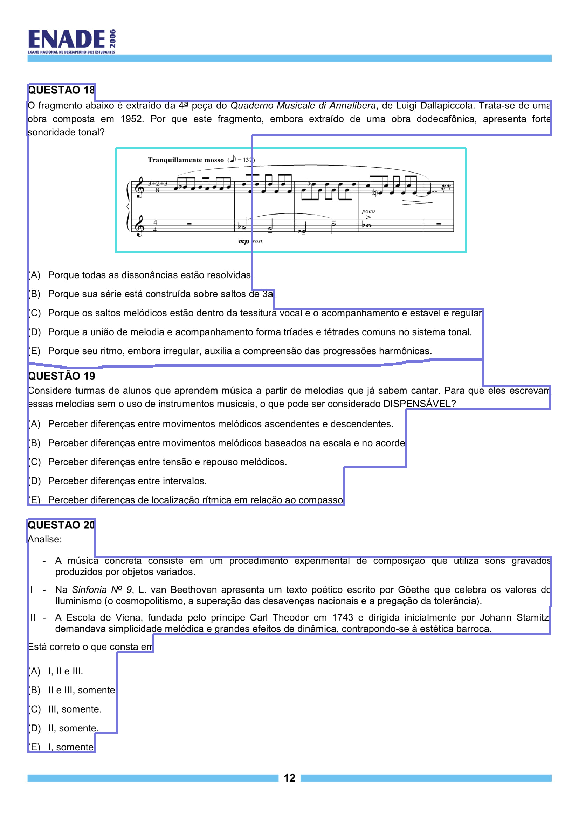 ENADE 2006
EXAME NACIONAL DE DESEMPENHO DOS ESTUDANTES
QUESTÃO 18
O fragmento abaixo é extraído da 4ª peça do Quaderno Musicale di Annalibera, de Luigi Dallapiccola. Trata-se de uma
obra composta em 1952. Por que este fragmento, embora extraído de uma obra dodecafônica, apresenta forte
sonoridade tonal?
Tranquillamente mosso
poco
(A) Porque todas as dissonâncias estão resolvidas
(B) Porque sua série está construída sobre saltos de 3a
(C) Porque os saltos melódicos estão dentro da tessitura vocal e o acompanhamento é estável e regular
(D) Porque a união de melodia e acompanhamento forma tríades e tétrades comuns no sistema tonal.
(E) Porque seu ritmo, embora irregular, auxilia a compreensão das progressões harmônicas.
QUESTÃO 19
Considere turmas de alunos que aprendem música a partir de melodias que já sabem cantar. Para que eles escrevam
essas melodias sem o uso de instrumentos musicais, o que pode ser considerado DISPENSÁVEL?
(A) Perceber diferenças entre movimentos melódicos ascendentes e descendentes.
(B) Perceber diferenças entre movimentos melódicos baseados na escala e no acorde
(C) Perceber diferenças entre tensão e repouso melódicos.
(D) Perceber diferenças entre intervalos.
(E) Perceber diferenças de localização rítmica em relação ao compasso
QUESTÃO 20
Analise:
- A música concreta consiste em um procedimento experimental de composição que utiliza sons gravados
produzidos por objetos variados.
II - Na Sinfonia Nº 9, L. van Beethoven apresenta um texto poético escrito por Göethe que celebra os valores do
Iluminismo (o cosmopolitismo, a superação das desavenças nacionais e a pregação da tolerância).
III - A Escola de Viena, fundada pelo príncipe Carl Theodor em 1743 e dirigida inicialmente por Johann Stamitz
demandava simplicidade melódica e grandes efeitos de dinâmica, contrapondo-se à estética barroca.
Está correto o que consta em
(A) I, II e III.
(B) II e III, somente
(C) III, somente.
(D) II, somente.
(E) I, somente
12